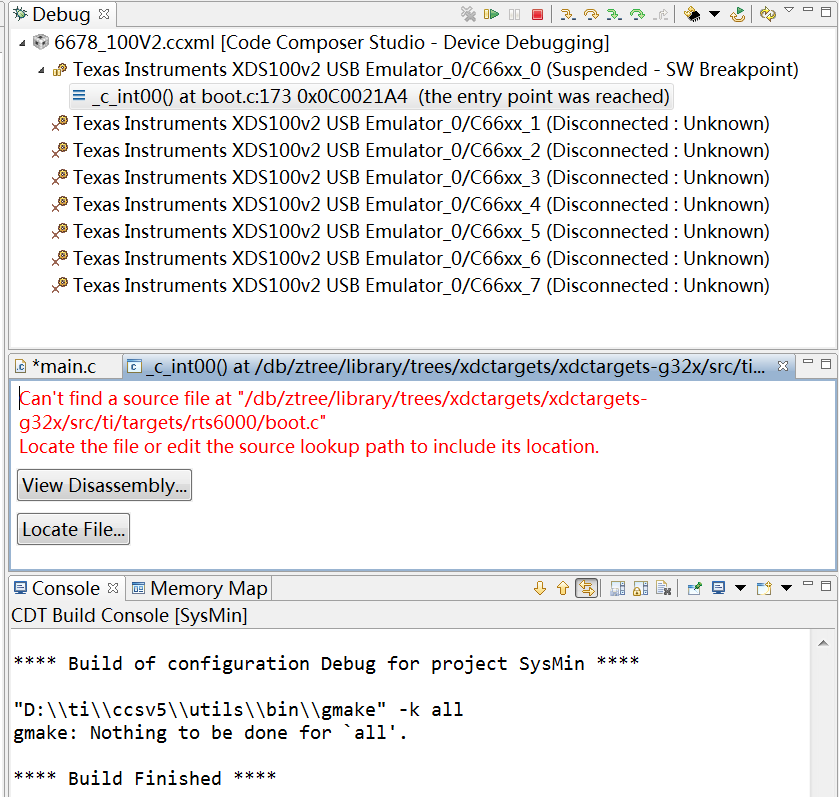 Debug
6678_100V2.ccxml [Code Composer Studio - Device Debugging]
Texas Instruments XDS100v2 USB Emulator_0/C66xx_0 (Suspended - SW Breakpoint)
_c_int00() at boot.c:173 0x0C0021A4 (the entry point was reached)
Texas Instruments XDS100v2 USB Emulator_0/C66xx_1 (Disconnected : Unknown)
Texas Instruments XDS100v2 USB Emulator_0/C66xx_2 (Disconnected : Unknown)
Texas Instruments XDS100v2 USB Emulator_0/C66xx_3 (Disconnected : Unknown)
Texas Instruments XDS100v2 USB Emulator_0/C66xx_4 (Disconnected : Unknown)
Texas Instruments XDS100v2 USB Emulator_0/C66xx_5 (Disconnected : Unknown)
Texas Instruments XDS100v2 USB Emulator_0/C66xx_6 (Disconnected : Unknown)
Texas Instruments XDS100v2 USB Emulator_0/C66xx_7 (Disconnected : Unknown)
*main.c
_c_int00() at /db/ztree/library/trees/xdctargets/xdctargets-g32x/src/ti...
Can't find a source file at "/db/ztree/library/trees/xdctargets/xdctargets-
g32x/src/ti/targets/rts6000/boot.c"
Locate the file or edit the source lookup path to include its location.
View Disassembly...
Locate File...
Console
Memory Map
CDT Build Console [SysMin]
**** Build of configuration Debug for project SysMin ****
"D:\\ti\\ccsv5\\utils\\bin\\gmake" -k all
gmake: Nothing to be done for `all'.
**** Build Finished ****